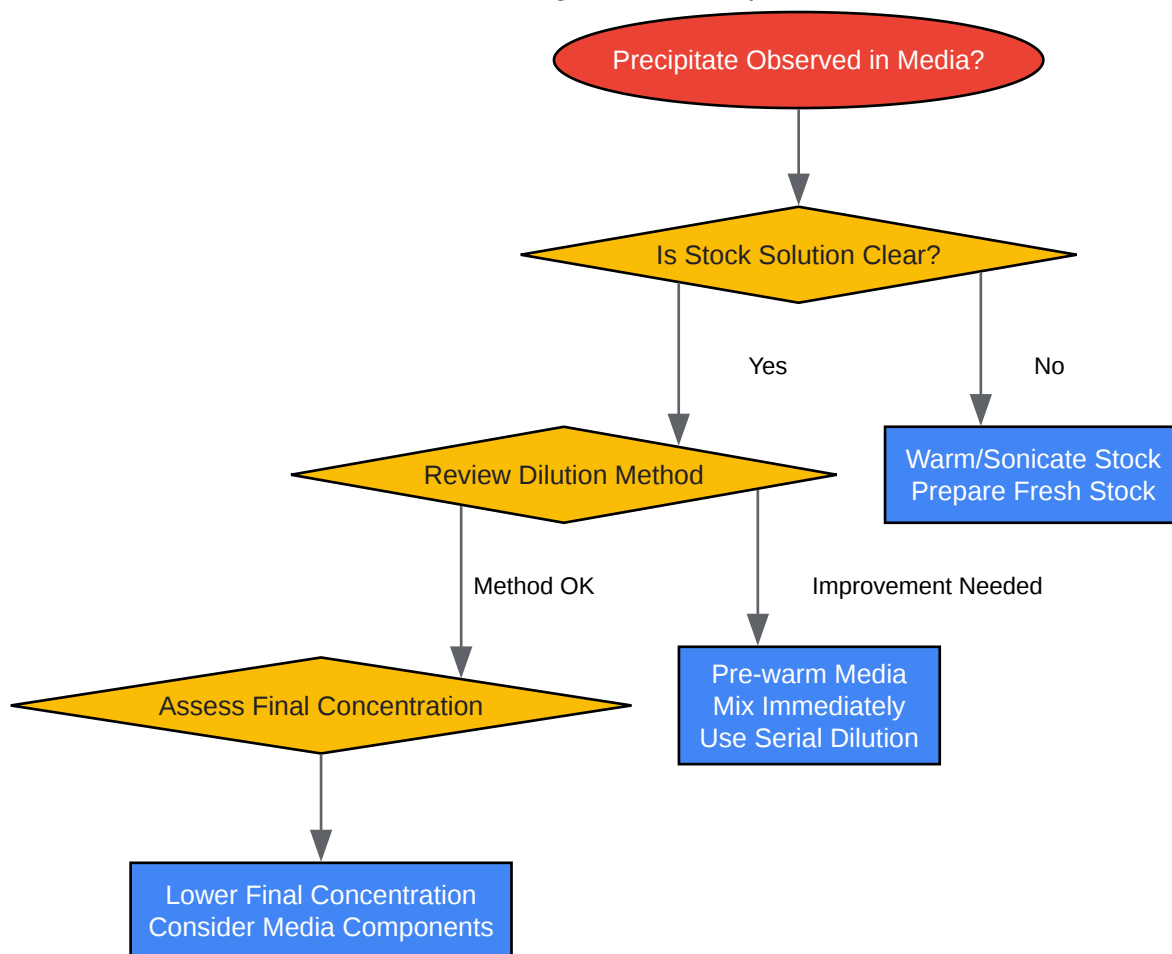 Precipitate Observed in Media?
Is Stock Solution Clear?
Yes
No
Warm/Sonicate Stock
Prepare Fresh Stock
Review Dilution Method
Method OK
Improvement Needed
Pre-warm Media
Mix Immediately
Use Serial Dilution
Assess Final Concentration
Lower Final Concentration
Consider Media Components